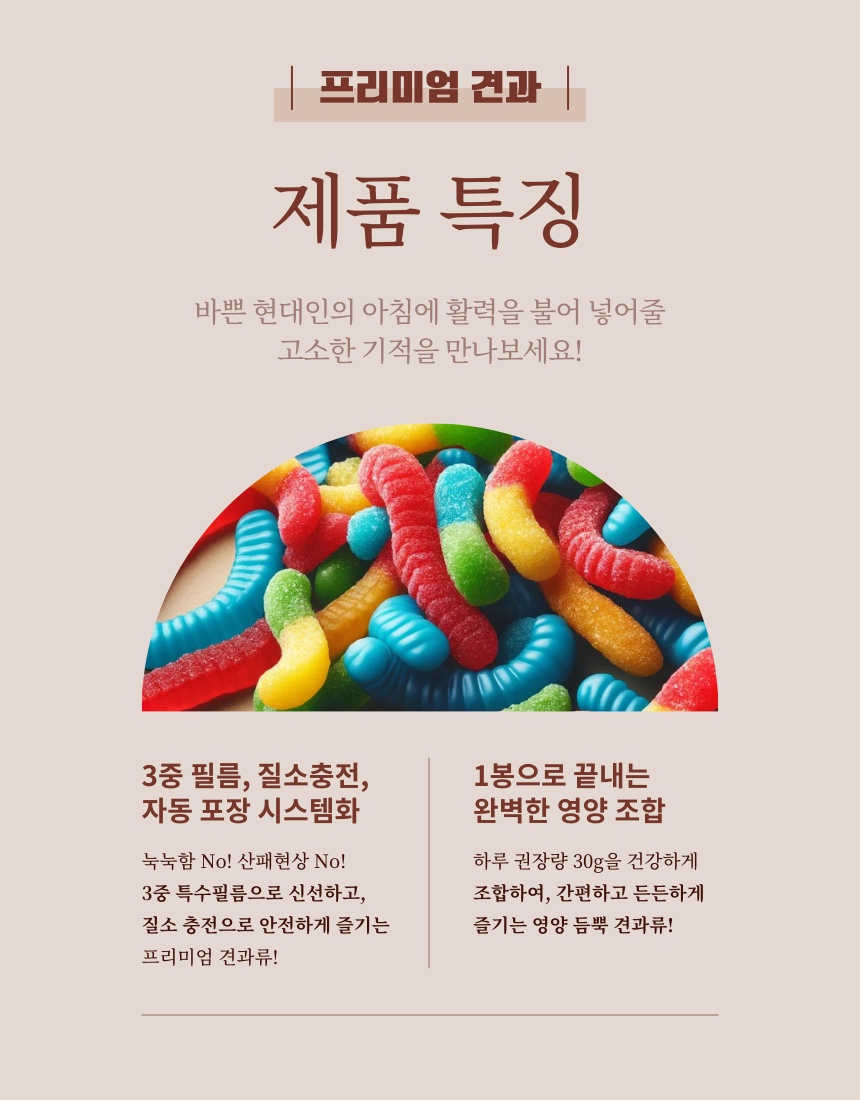 프리미엄 견과
제품 특징
바쁜 현대인의 아침에 활력을 불어 넣어줄
고소한 기적을 만나보세요!
3중 필름, 질소충전,
자동 포장 시스템화
눅눅함 No! 산패현상 No!
3중 특수필름으로 신선하고,
질소 충전으로 안전하게 즐기는
프리미엄 견과류!
1봉으로 끝내는
완벽한 영양 조합
하루 권장량 30g을 건강하게
조합하여, 간편하고 든든하게
즐기는 영양 듬뿍 견과류!